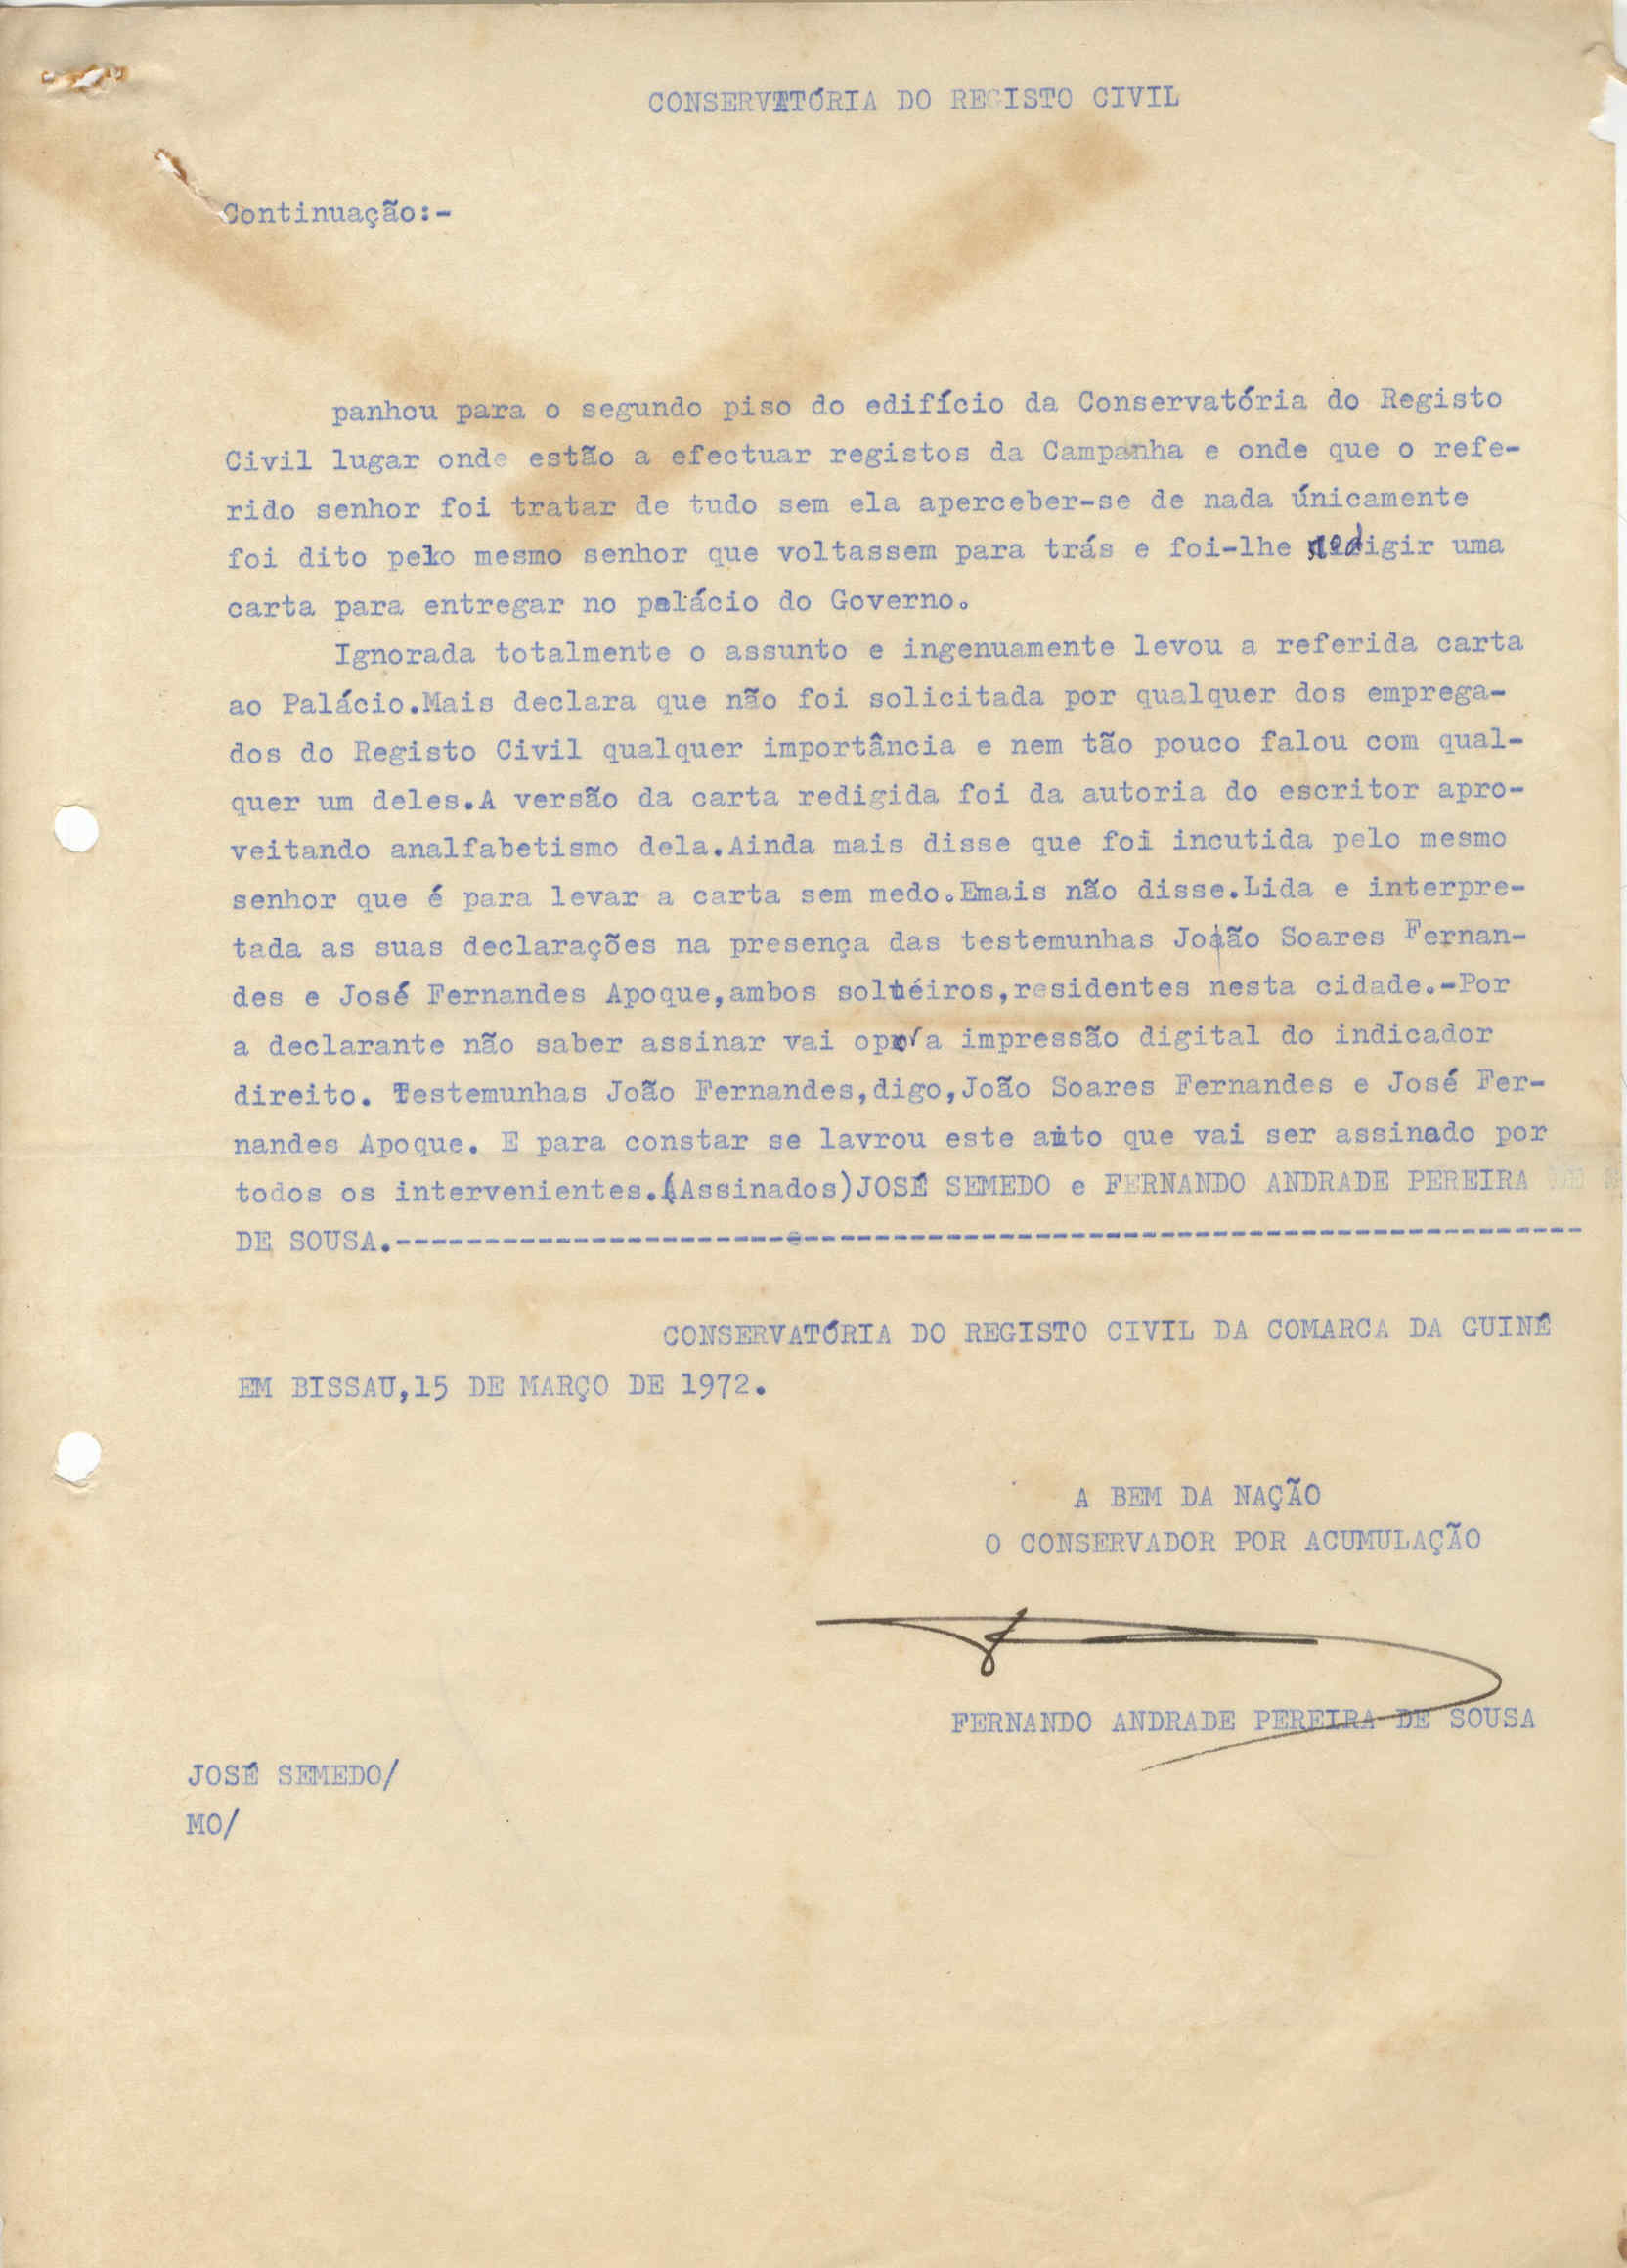 CONSERVATÓRIA DO REGISTO CIVIL
Continuação:-
panhou para o segundo piso do edifício da Conservatória do Registo
Civil lugar onde estão a efectuar registos da Campanha e onde que o refe-
rido senhor foi tratar de tudo sem ela aperceber-se de nada únicamente
foi dito pelo mesmo senhor que voltassem para trás e foi-lhe redigir uma
carta para entregar no palácio do Governo.
Ignorada totalmente o assunto e ingenuamente levou a referida carta
ao Palácio.Mais declara que não foi solicitada por qualquer dos emprega-
dos do Registo Civil qualquer importância e nem tão pouco falou com qual-
quer um deles.A versão da carta redigida foi da autoria do escritor apro-
veitando analfabetismo dela.Ainda mais disse que foi incutida pelo mesmo
senhor que é para levar a carta sem medo.Emais não disse.Lida e interpre-
tada as suas declarações na presença das testemunhas João Soares Fernan-
des e José Fernandes Apoque,ambos soltéiros,residentes nesta cidade.-Por
a declarante não saber assinar vai opor a impressão digital do indicador
direito. Testemunhas João Fernandes,digo,João Soares Fernandes e José Fer-
nandes Apoque. E para constar se lavrou este auto que vai ser assinado por
todos os intervenientes.(Assinados)JOSÉ SEMEDO e FERNANDO ANDRADE PEREIRA DE
DE SOUSA.-------------------------------------------------------------------
CONSERVATÓRIA DO REGISTO CIVIL DA COMARCA DA GUINÉ
EM BISSAU,15 DE MARÇO DE 1972.
A BEM DA NAÇÃO
O CONSERVADOR POR ACUMULAÇÃO
FERNANDO ANDRADE PEREIRA DE SOUSA
JOSÉ SEMEDO/
MO/